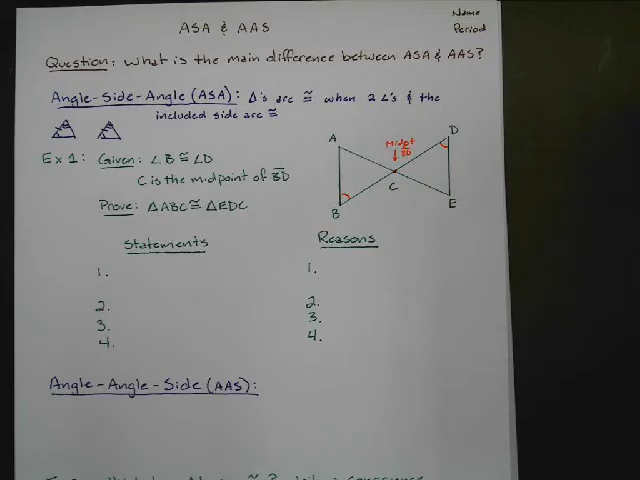 Name
ASA & AAS
Period
Question: What is the main difference between ASA & AAS?
Angle-Side-Angle (ASA): Δ's are ≅ when 2 ∠'s & the
included side are ≅
Ex 1: Given: ∠B ≅ ∠D
C is the midpoint of BD
Prove: ΔABC ≅ ΔEDC
A
D
Midpt
BD
C
B
E
Statements
Reasons
1.
1.
2.
2.
3.
3.
4.
4.
Angle-Angle-Side (AAS):